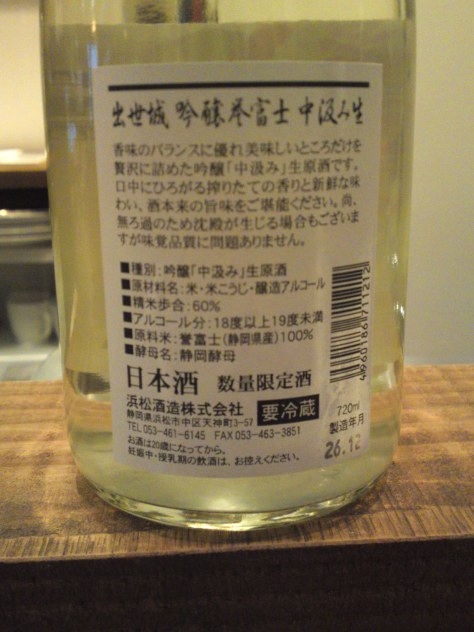 出世城 吟醸誉富士 中汲み生
香味のバランスに優れ美味しいところだけを
贅沢に詰めた吟醸「中汲み」生原酒です。
口中にひろがる搾りたての香りと新鮮な味
わい、酒本来の旨味をご堪能ください。尚、
無ろ過のため沈殿が生じる場合もございま
すが味覚品質に問題ありません。
■種別:吟醸「中汲み」生原酒
■原材料名:米・米こうじ・醸造アルコール
■精米歩合:60%
■アルコール分:18度以上19度未満
■原料米:誉富士(静岡県産)100%
■酵母名:静岡酵母
日本酒 数量限定酒
浜松酒造株式会社 要冷蔵
静岡県浜松市中区天神町3-57
TEL 053-461-6145 FAX 053-463-3851
お酒は20歳になってから。
妊娠中・授乳期の飲酒は、お控えください。
4960186171212
720ml
製造年月
26.12